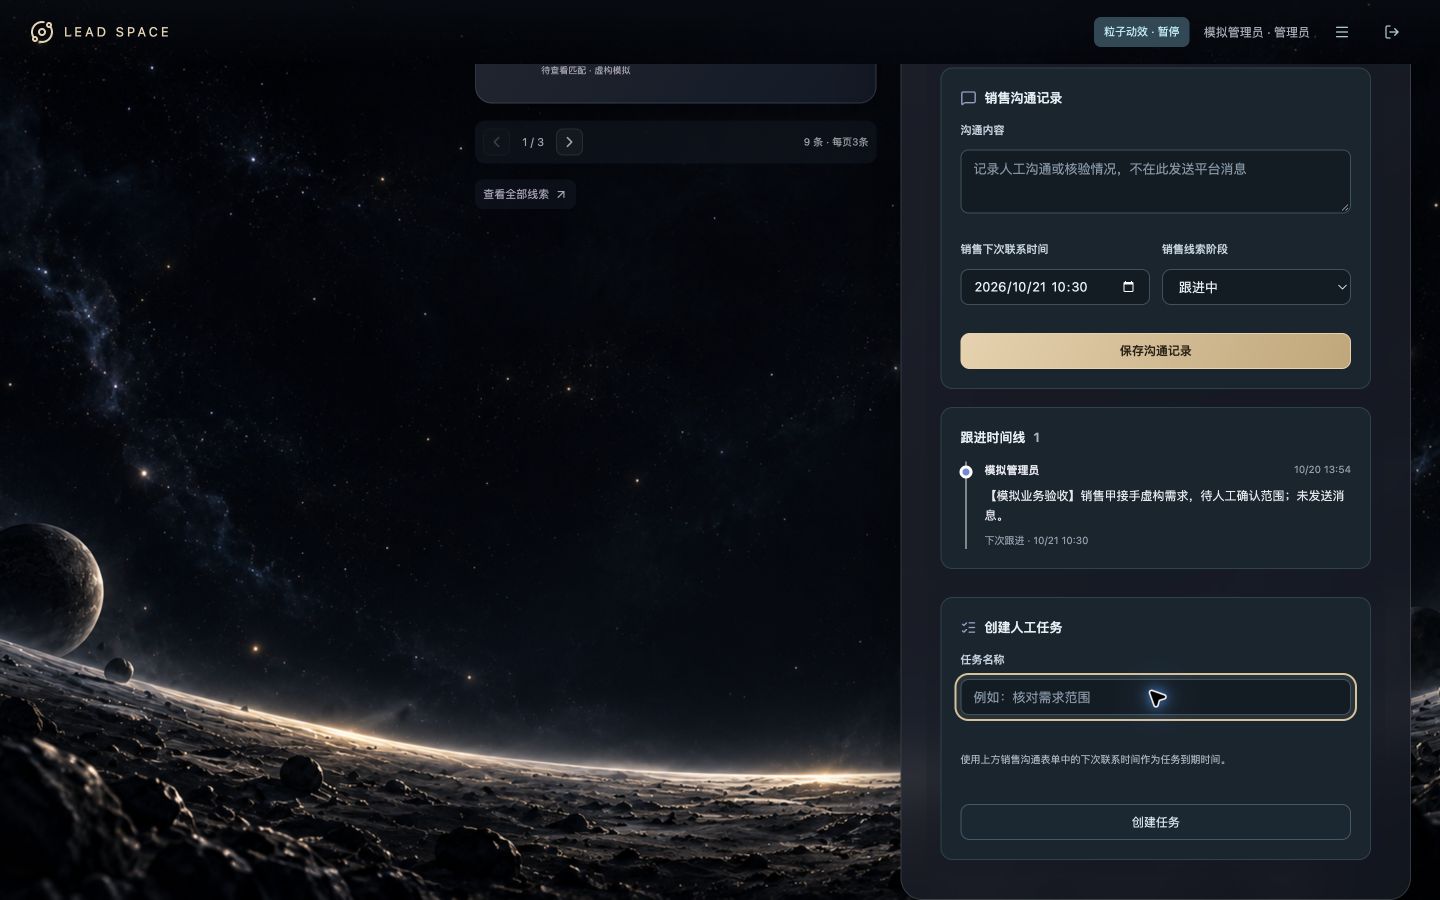 LEAD SPACE
粒子动效 · 暂停
模拟管理员 · 管理员
待查看匹配 · 虚构模拟
1 / 3
9 条 · 每页3条
查看全部线索
销售沟通记录
沟通内容
记录人工沟通或核验情况，不在此发送平台消息
销售下次联系时间
销售线索阶段
2026/10/21 10:30
跟进中
保存沟通记录
跟进时间线 1
模拟管理员
10/20 13:54
【模拟业务验收】销售甲接手虚构需求，待人工确认范围；未发送消
息。
下次跟进 · 10/21 10:30
创建人工任务
任务名称
例如：核对需求范围
使用上方销售沟通表单中的下次联系时间作为任务到期时间。
创建任务